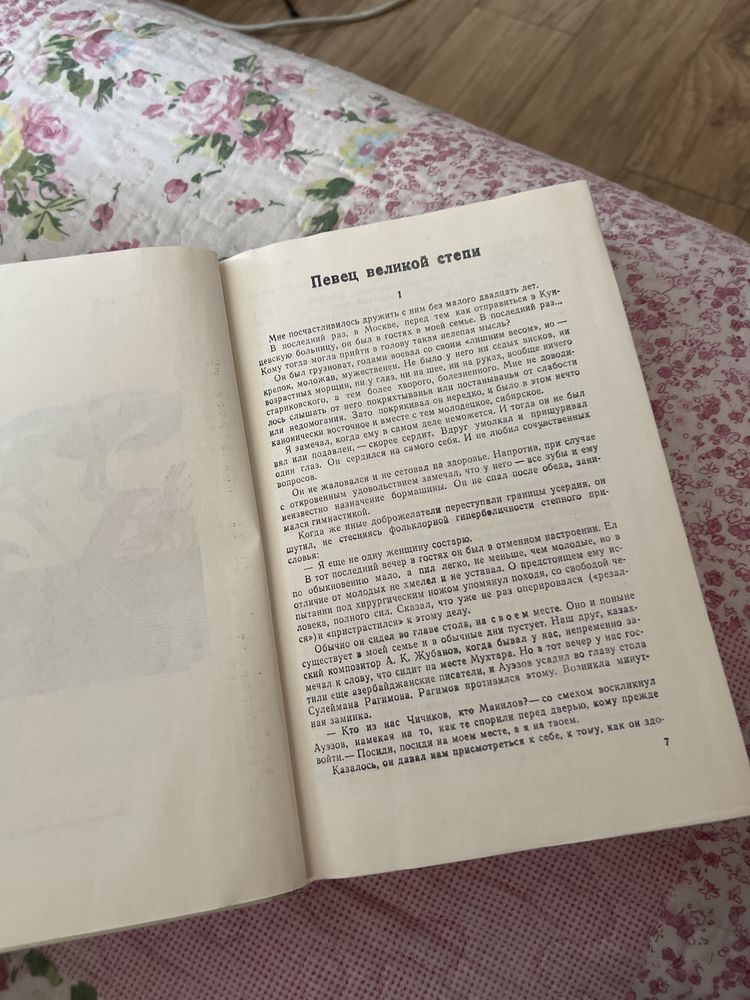 Певец великой степи
1
Мне посчастливилось дружить с ним без малого двадцать лет.
В последний раз, в Москве, перед тем как отправиться в Кун-
цевскую больницу, он был в гостях в моей семье. В последний раз...
Кому тогда могла прийти в голову такая нелепая мысль?
Он был грузноват, годами воевал со своим «лишним весом», но —
крепок, моложав, мужественен. Не было у него ни седых висков, ни
возрастных морщин, ни у глаз, ни на шее, ни на руках, вообще ничего
стариковского, а тем более хворого, болезненного. Мне не доводи-
лось слышать от него покряхтыванья или постаныванья от слабости
или недомогания. Зато покрякивал он нередко, и было в этом нечто
канонически восточное и вместе с тем молодецкое, сибирское.
Я замечал, когда ему в самом деле неможется. И тогда он не был
вял или подавлен, — скорее сердит. Вдруг умолкал и прищуривал
один глаз. Он сердился на самого себя. И не любил сочувственных
вопросов.
Он не жаловался и не сетовал на здоровье. Напротив, при случае
с откровенным удовольствием замечал, что у него — все зубы и ему
неизвестно назначение бормашины. Он не спал после обеда, зани-
мался гимнастикой.
Когда же иные доброжелатели переступали границы усердия, он
шутил, не стесняясь фольклорной гиперболичности степного при-
словья:
— Я еще не одну женщину состарю.
В тот последний вечер в гостях он был в отменном настроении. Ел
по обыкновению мало, а пил легко, не меньше, чем молодые, но в
отличие от молодых не хмелел и не уставал. О предстоящем ему ис-
пытании под хирургическим ножом упомянул походя, со свободой че-
ловека, полного сил. Сказал, что уже не раз оперировался («резал-
ся») и «пристрастился» к этому делу.
Обычно он сидел во главе стола, на своем месте. Оно и поныне
существует в моей семье и в обычные дни пустует. Наш друг, казах-
ский композитор А. К. Жубанов, когда бывал у нас, непременно за-
мечал к слову, что сидит на месте Мухтара. Но в тот вечер у нас гос-
тили еще азербайджанские писатели, и Ауэзов усадил во главу стола
Сулеймана Рагимова. Рагимов противился этому. Возникла минут-
ная заминка.
— Кто из нас Чичиков, кто Манилов?— со смехом воскликнул
Ауэзов, намекая на то, как те спорили перед дверью, кому прежде
войти.— Посиди, посиди на моем месте, а я на твоем.
Казалось, он давал нам присмотреться к себе, к тому, как он здо-
7